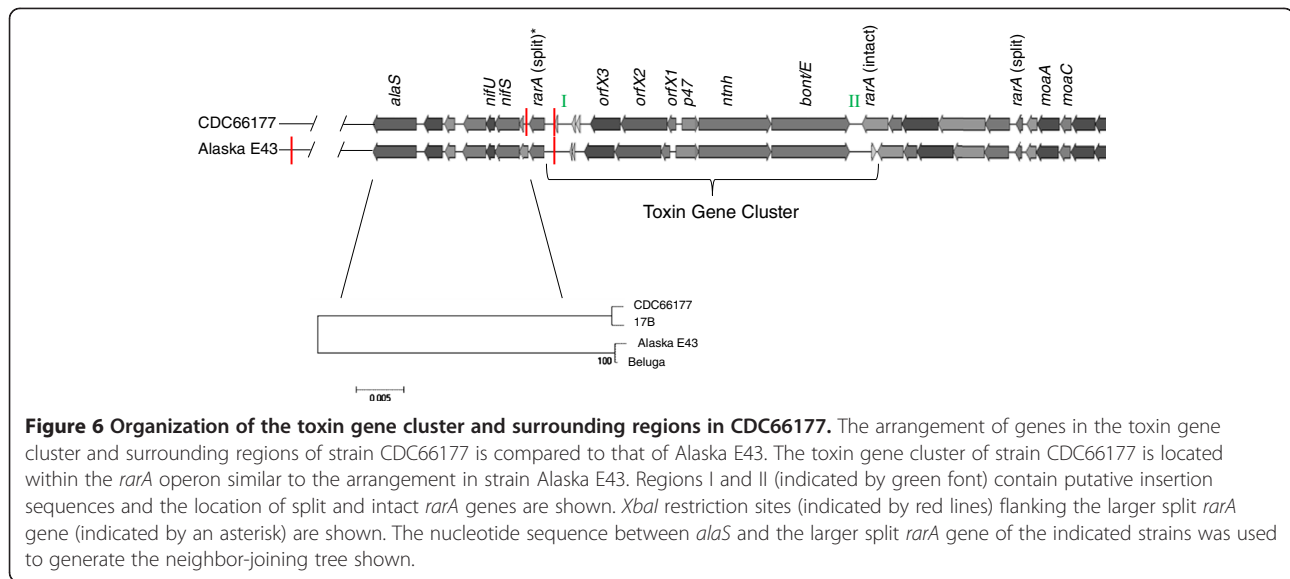 alaS
nifU
nifS
rarA (split)*
I
orfX3
orfX2
orfX1
p47
ntnh
bont/E
II
rarA (intact)
rarA (split)
moaA
moaC
CDC66177
Alaska E43
Toxin Gene Cluster
CDC66177
17B
Alaska E43
100
Beluga
0.005
Figure 6 Organization of the toxin gene cluster and surrounding regions in CDC66177. The arrangement of genes in the toxin gene
cluster and surrounding regions of strain CDC66177 is compared to that of Alaska E43. The toxin gene cluster of strain CDC66177 is located
within the rarA operon similar to the arrangement in strain Alaska E43. Regions I and II (indicated by green font) contain putative insertion
sequences and the location of split and intact rarA genes are shown. XbaI restriction sites (indicated by red lines) flanking the larger split rarA
gene (indicated by an asterisk) are shown. The nucleotide sequence between alaS and the larger split rarA gene of the indicated strains was used
to generate the neighbor-joining tree shown.